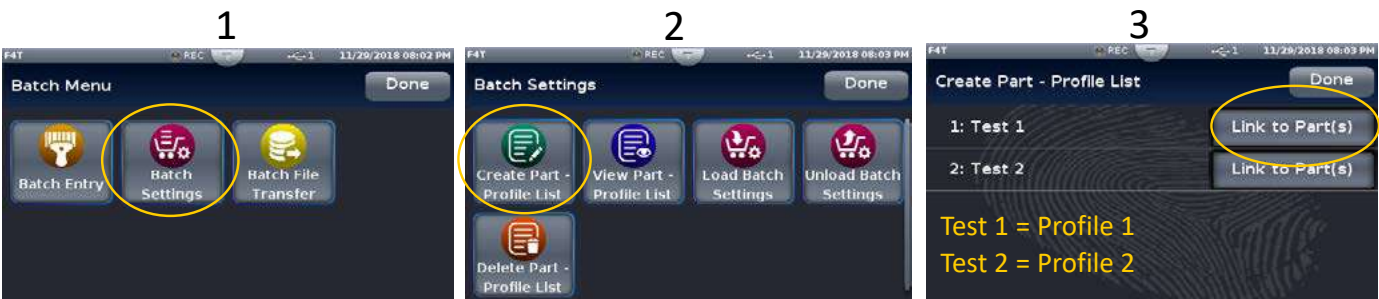 1
F4T REC 1 11/29/2018 08:02 PM
Batch Menu Done
Batch Entry
Batch
Settings
Batch File
Transfer
2
F4T REC 1 11/29/2018 08:03 PM
Batch Settings Done
Create Part -
Profile List
View Part -
Profile List
Load Batch
Settings
Unload Batch
Settings
Delete Part -
Profile List
3
F4T REC 1 11/29/2018 08:03 PM
Create Part - Profile List Done
1: Test 1 Link to Part(s)
2: Test 2 Link to Part(s)
Test 1 = Profile 1
Test 2 = Profile 2